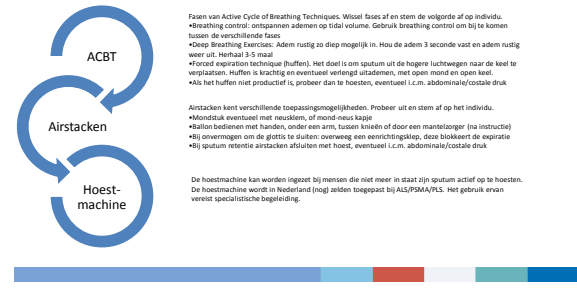 ACBT
Fasen van Active Cycle of Breathing Techniques. Wissel fases af en stem de volgorde af op individu.
•Breathing control: ontspannen ademen op tidal volume. Gebruik breathing control om bij te komen
tussen de verschillende fases
•Deep Breathing Exercises: Adem rustig zo diep mogelijk in. Hou de adem 3 seconde vast en adem rustig
weer uit. Herhaal 3-5 maal
•Forced expiration technique (huffen). Het doel is om sputum uit de hogere luchtwegen naar de keel te
verplaatsen. Huffen is krachtig en eventueel verlengd uitademen, met open mond en open keel.
•Als het huffen niet productief is, probeer dan te hoesten, eventueel i.c.m. abdominale/costale druk
Airstacken
Airstacken kent verschillende toepassingsmogelijkheden. Probeer uit en stem af op het individu.
•Mondstuk eventueel met neusklem, of mond-neus kapje
•Ballon bedienen met handen, onder een arm, tussen knieën of door een mantelzorger (na instructie)
•Bij onvermogen om de glottis te sluiten: overweeg een eenrichtingsklep, deze blokkeert de expiratie
•Bij sputum retentie airstacken afsluiten met hoest, eventueel i.c.m. abdominale/costale druk
Hoest-
machine
De hoestmachine kan worden ingezet bij mensen die niet meer in staat zijn sputum actief op te hoesten.
De hoestmachine wordt in Nederland (nog) zelden toegepast bij ALS/PSMA/PLS. Het gebruik ervan
vereist specialistische begeleiding.